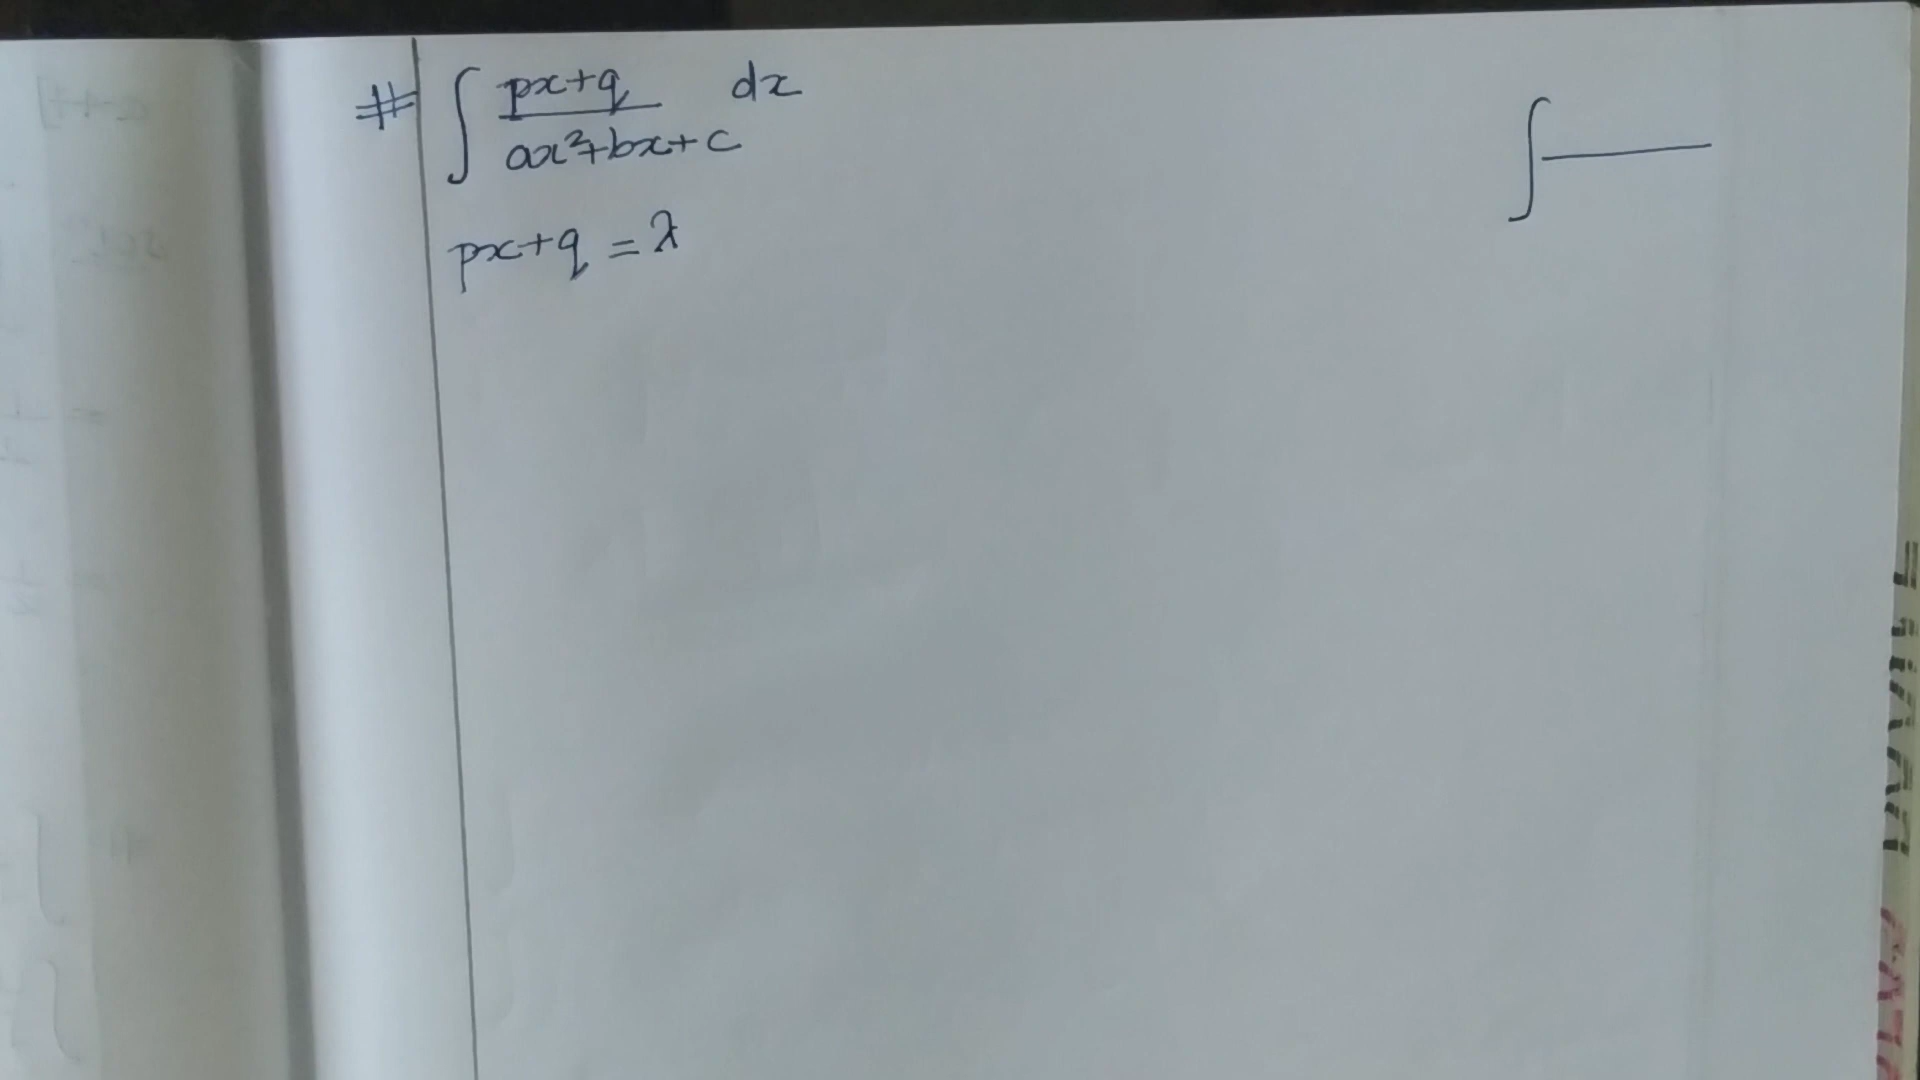 # ∫ px+q / ax²+bx+c dx
px+q = λ
∫